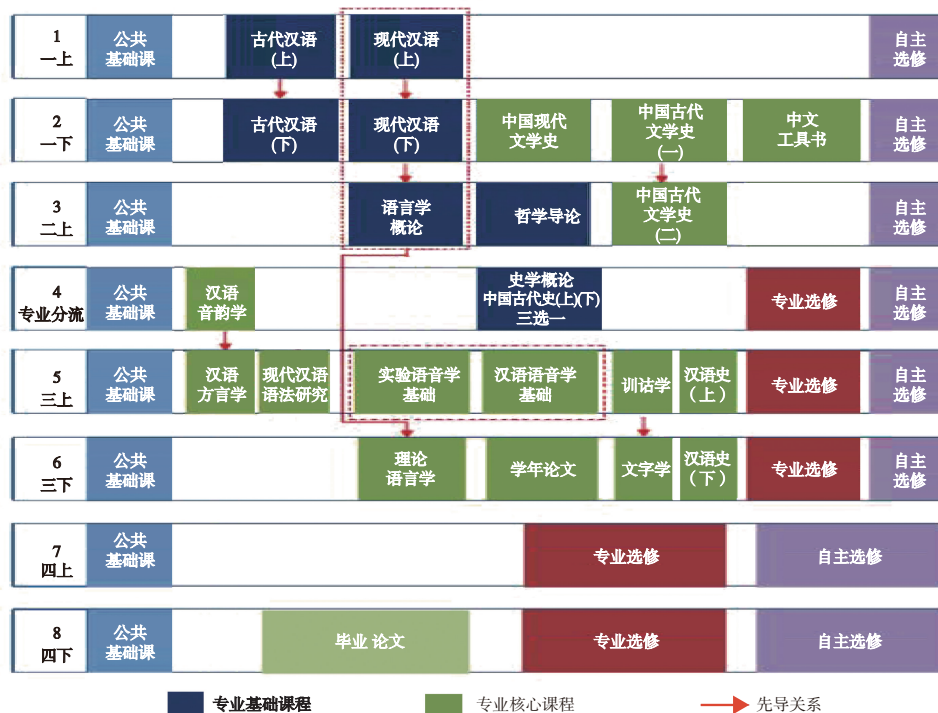 1
一上
公共
基础课
古代汉语
(上)
现代汉语
(上)
自主
选修
2
一下
公共
基础课
古代汉语
(下)
现代汉语
(下)
中国现代
文学史
中国古代
文学史
(一)
中文
工具书
自主
选修
3
二上
公共
基础课
语言学
概论
哲学导论
中国古代
文学史
(二)
自主
选修
4
专业分流
公共
基础课
汉语
音韵学
史学概论
中国古代史(上)(下)
三选一
专业选修
自主
选修
5
三上
公共
基础课
汉语
方言学
现代汉语
语法研究
实验语音学
基础
汉语语音学
基础
训诂学
汉语史
（上）
专业选修
自主
选修
6
三下
公共
基础课
理论
语言学
学年论文
文字学
汉语史
（下）
专业选修
自主
选修
7
四上
公共
基础课
专业选修
自主选修
8
四下
公共
基础课
毕业 论文
专业选修
自主选修
专业基础课程
专业核心课程
先导关系